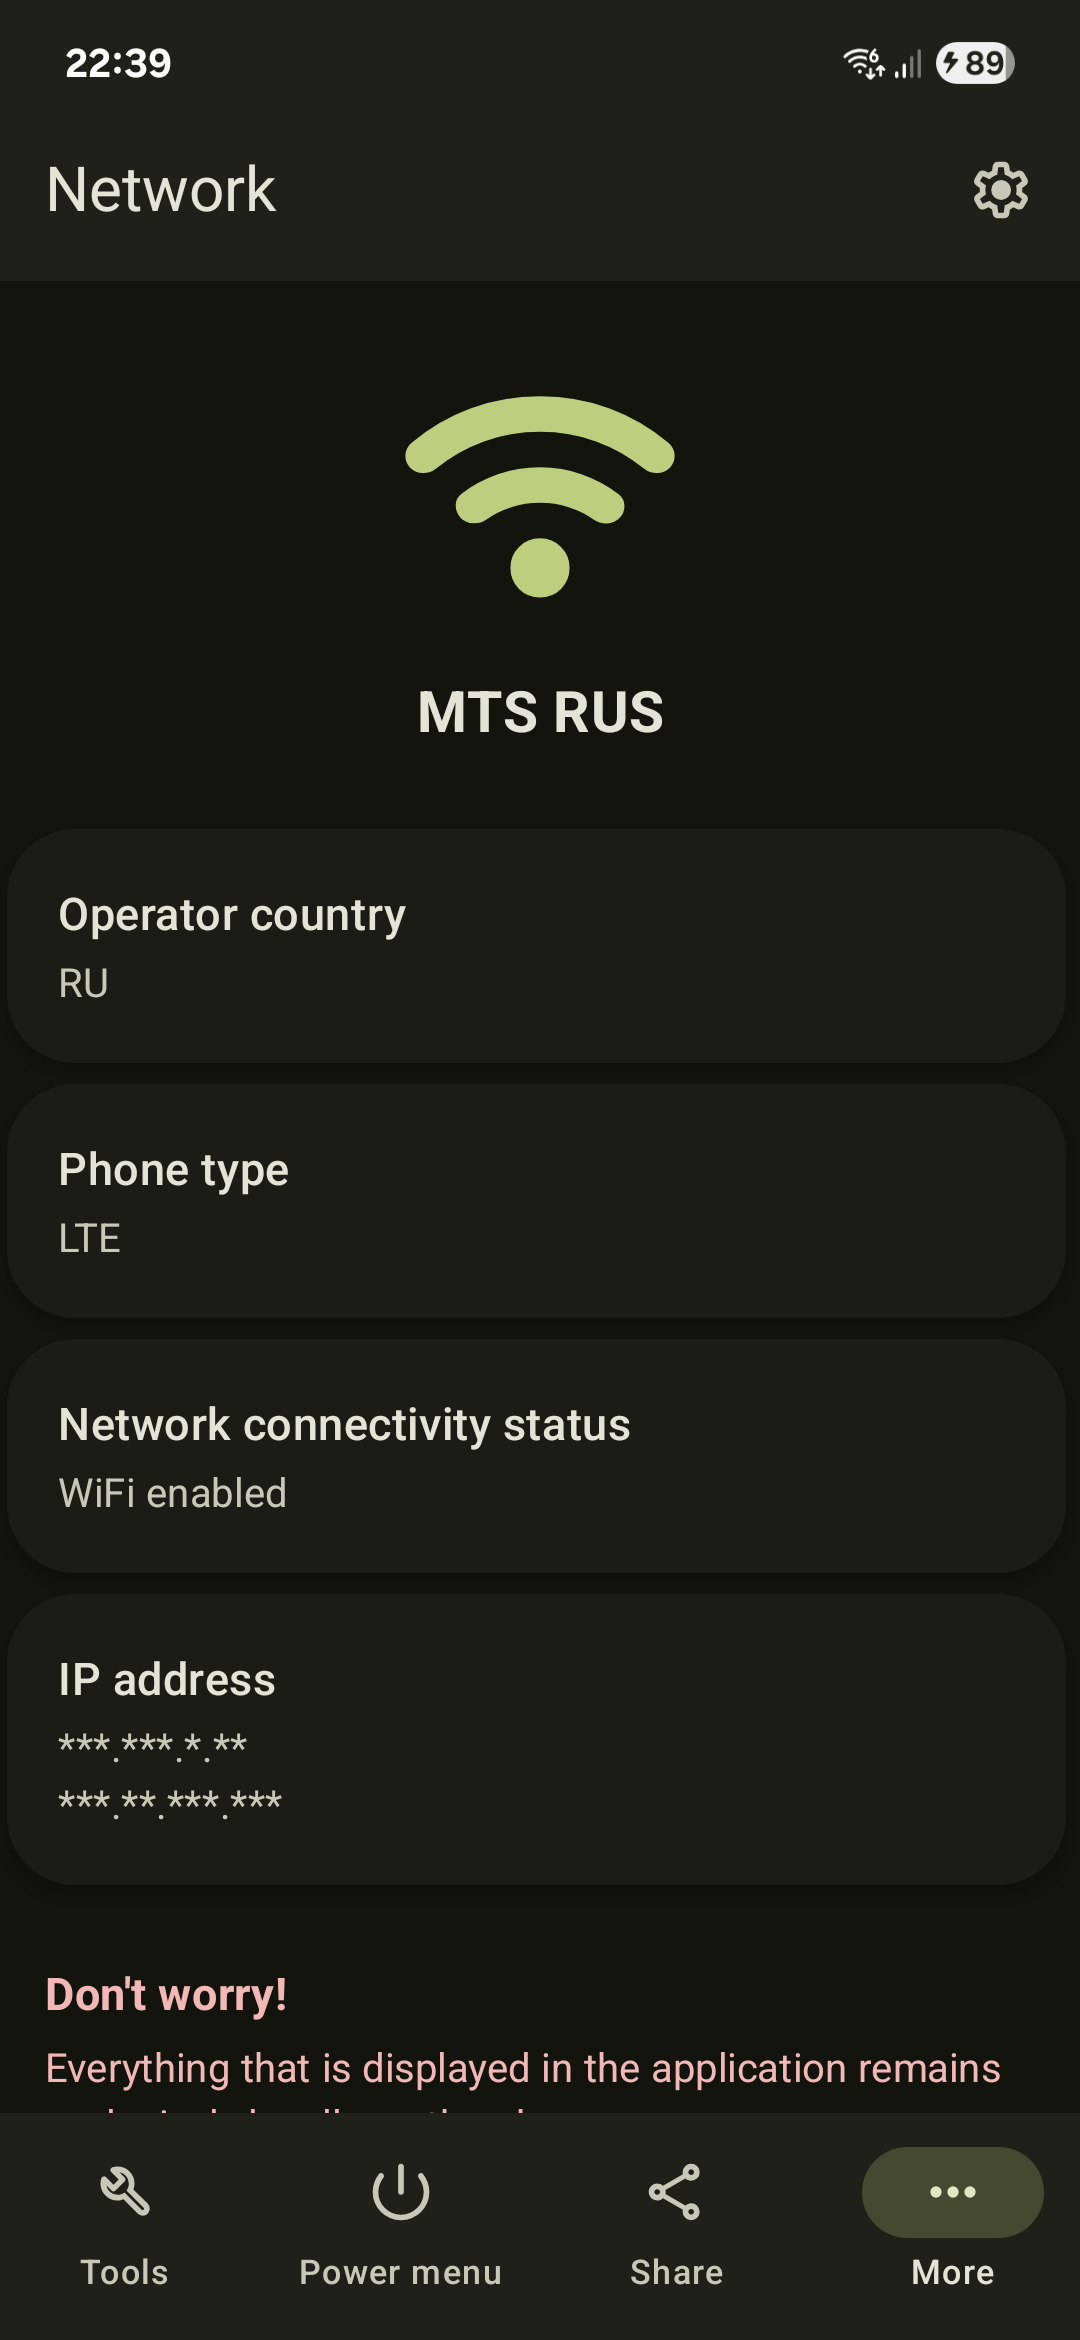 22:39
6
89
Network
MTS RUS
Operator country
RU
Phone type
LTE
Network connectivity status
WiFi enabled
IP address
***.***.*.**
***.**.***.***
Don't worry!
Everything that is displayed in the application remains
Tools
Power menu
Share
More